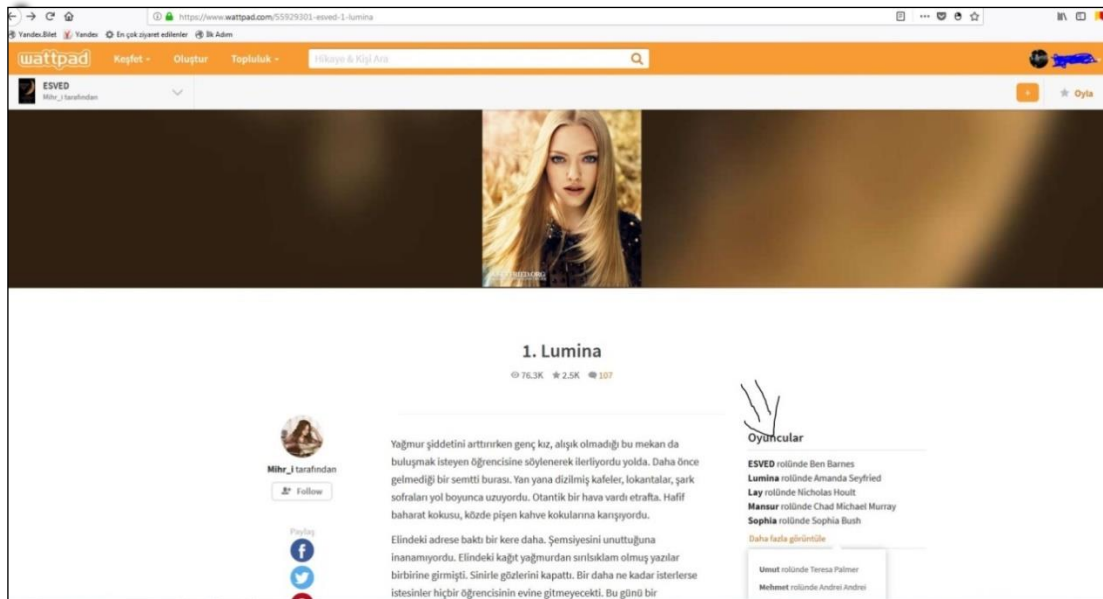 https://www.wattpad.com/55929301-esved-1-lumina
Yandex.Bilet Yandex En çok ziyaret edilenler İlk Adım
wattpad Keşfet Oluştur Topluluk Hikaye & Kişi Ara
ESVED
Mihr_i tarafından
+ Oyla
1. Lumina
76.3K 2.5K 107
Mihr_i tarafından
Follow
Paylaş
Yağmur şiddetini arttırırken genç kız, alışık olmadığı bu mekan da
buluşmak isteyen öğrencisine söylenerek ilerliyordu yolda. Daha önce
gelmediği bir semtti burası. Yan yana dizilmiş kafeler, lokantalar, şark
sofraları yol boyunca uzuyordu. Otantik bir hava vardı etrafta. Hafif
baharat kokusu, közde pişen kahve kokularına karışıyordu.
Elindeki adrese baktı bir kere daha. Şemsiyesini unuttuğuna
inanamıyordu. Elindeki kağıt yağmurdan sırılsıklam olmuş yazılar
birbirine girmişti. Sinirle gözlerini kapattı. Bir daha ne kadar isterlerse
istesinler hiçbir öğrencisinin evine gitmeyecekti. Bu günü bir
Oyuncular
ESVED rolünde Ben Barnes
Lumina rolünde Amanda Seyfried
Lay rolünde Nicholas Hoult
Mansur rolünde Chad Michael Murray
Sophia rolünde Sophia Bush
Daha fazla görüntüle
Umut rolünde Teresa Palmer
Mehmet rolünde Andrei Andrei